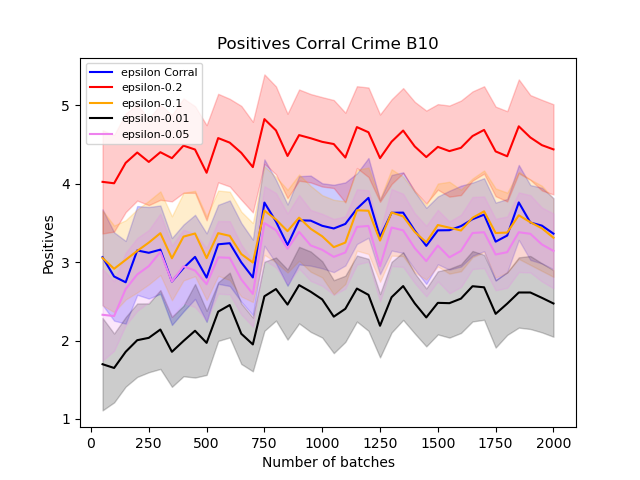 Positives Corral Crime B10
epsilon Corral
epsilon-0.2
epsilon-0.1
epsilon-0.01
epsilon-0.05
Positives
5
4
3
2
1
0 250 500 750 1000 1250 1500 1750 2000
Number of batches